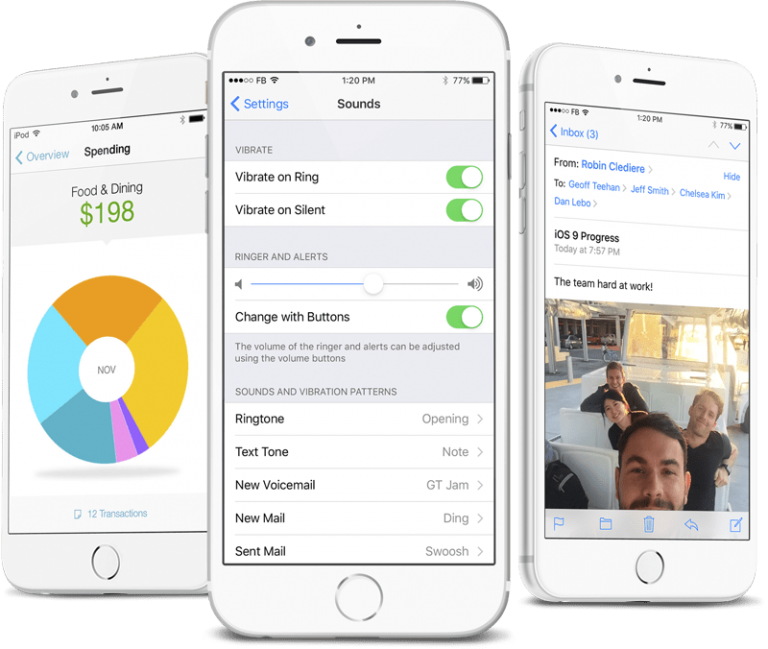 iPod 10:05 AM
Overview Spending
Food & Dining
$198
NOV
12 Transactions
FB 1:20 PM 77%
Settings Sounds
VIBRATE
Vibrate on Ring
Vibrate on Silent
RINGER AND ALERTS
Change with Buttons
The volume of the ringer and alerts can be adjusted
using the volume buttons
SOUNDS AND VIBRATION PATTERNS
Ringtone Opening
Text Tone Note
New Voicemail GT Jam
New Mail Ding
Sent Mail Swoosh
FB 1:20 PM 77%
Inbox (3)
From: Robin Clediere Hide
To: Geoff Teehan Jeff Smith Chelsea Kim
Dan Lebo
iOS 9 Progress
Today at 7:57 PM
The team hard at work!